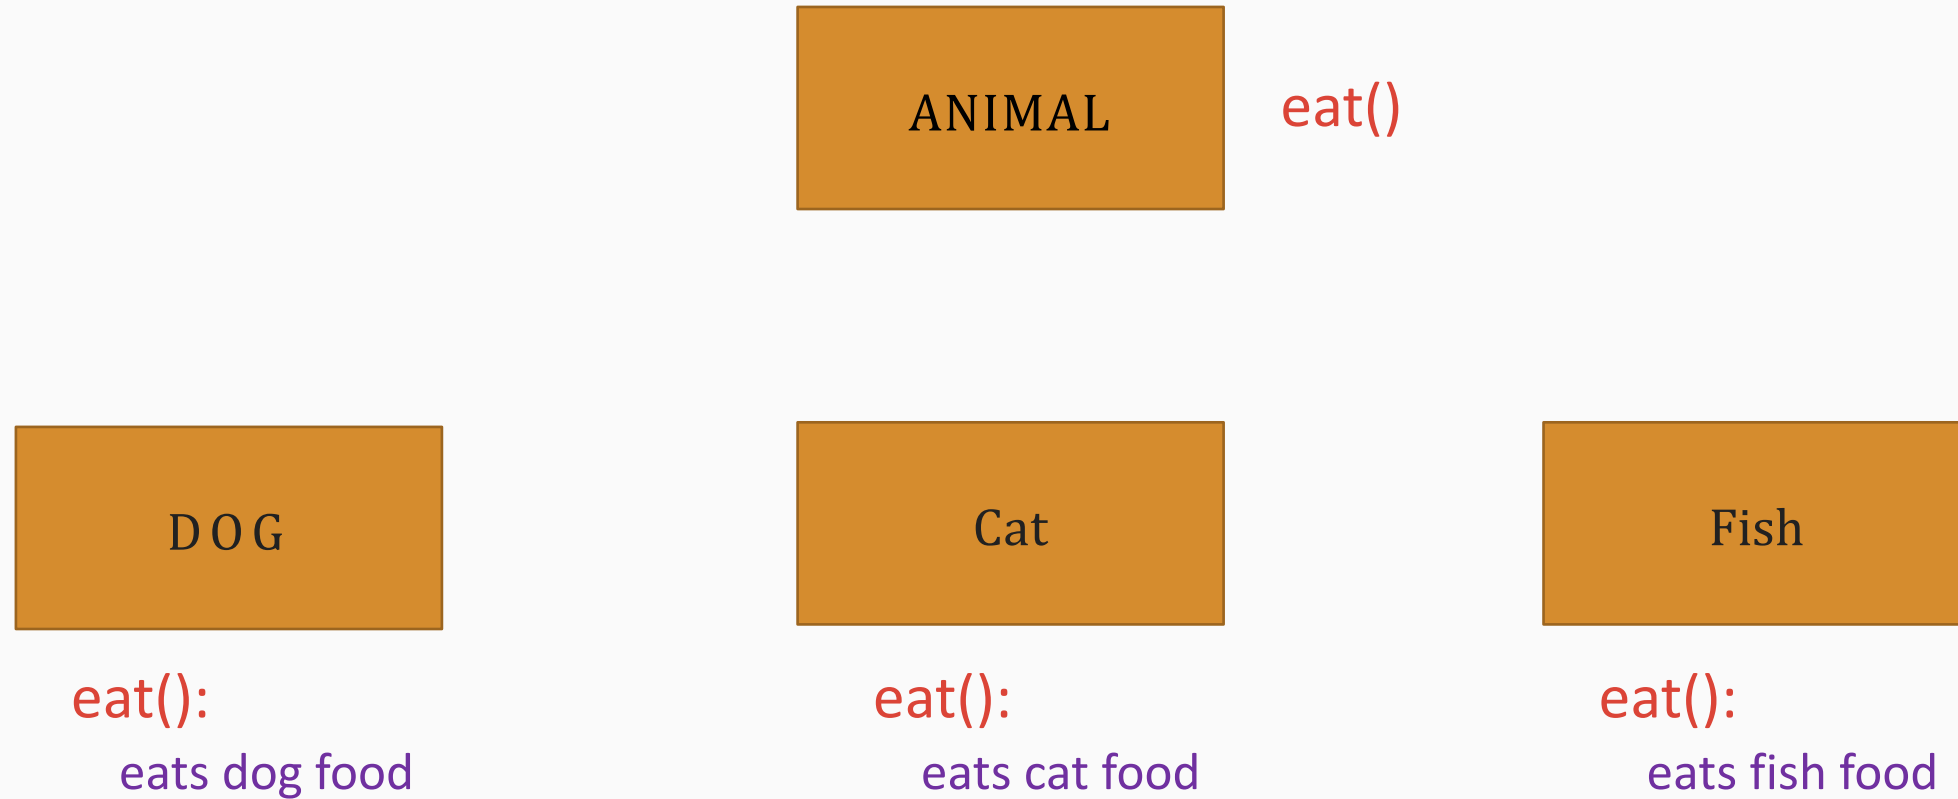 ANIMAL
eat()
DOG
Cat
Fish
eat():
eats dog food
eat():
eats cat food
eat():
eats fish food